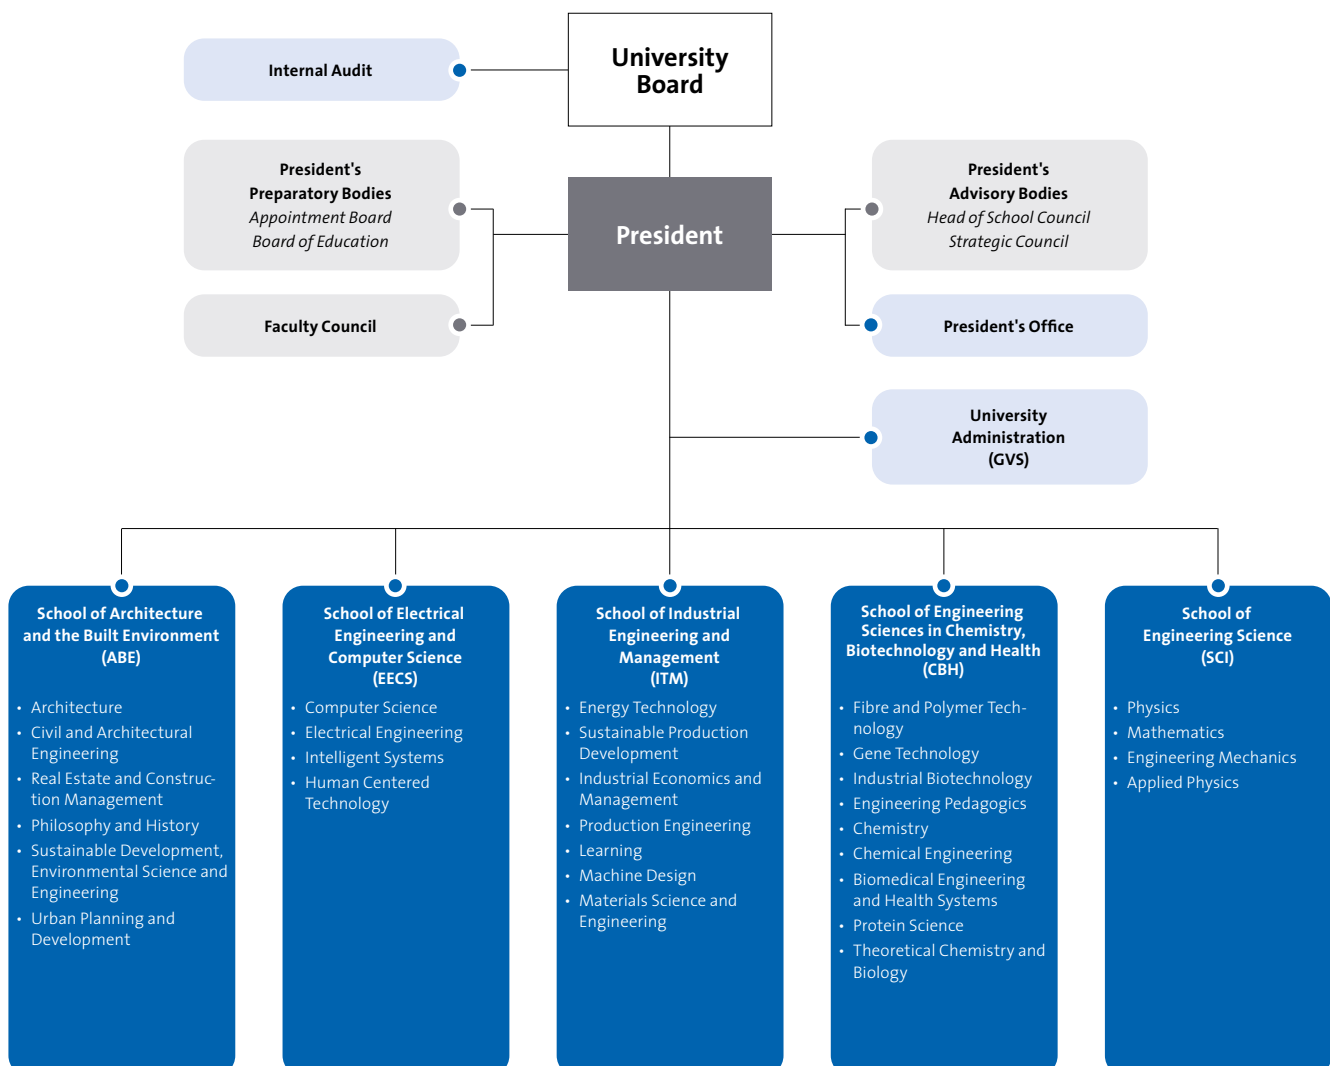 University
Board
Internal Audit
President's
Preparatory Bodies
Appointment Board
Board of Education
President
President's
Advisory Bodies
Head of School Council
Strategic Council
Faculty Council
President's Office
University
Administration
(GVS)
School of Architecture
and the Built Environment
(ABE)
• Architecture
• Civil and Architectural
Engineering
• Real Estate and Construc-
tion Management
• Philosophy and History
• Sustainable Development,
Environmental Science and
Engineering
• Urban Planning and
Development
School of Electrical
Engineering and
Computer Science
(EECS)
• Computer Science
• Electrical Engineering
• Intelligent Systems
• Human Centered
Technology
School of Industrial
Engineering and
Management
(ITM)
• Energy Technology
• Sustainable Production
Development
• Industrial Economics and
Management
• Production Engineering
• Learning
• Machine Design
• Materials Science and
Engineering
School of Engineering
Sciences in Chemistry,
Biotechnology and Health
(CBH)
• Fibre and Polymer Tech-
nology
• Gene Technology
• Industrial Biotechnology
• Engineering Pedagogics
• Chemistry
• Chemical Engineering
• Biomedical Engineering
and Health Systems
• Protein Science
• Theoretical Chemistry and
Biology
School of
Engineering Science
(SCI)
• Physics
• Mathematics
• Engineering Mechanics
• Applied Physics